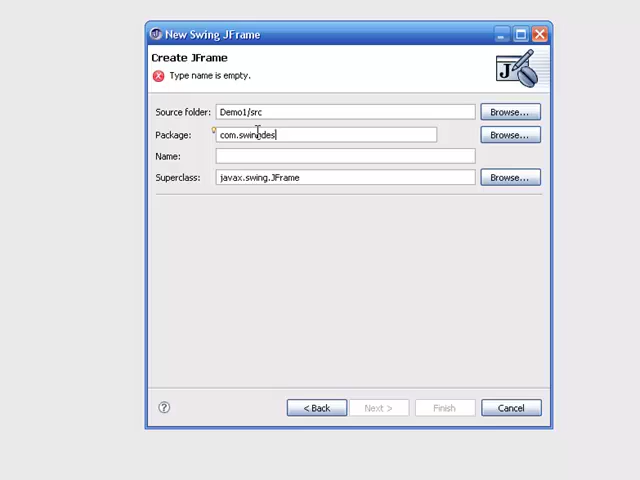 New Swing JFrame
Create JFrame
Type name is empty.
Source folder: Demo1/src Browse...
Package: Browse...
Name:
Superclass: javax.swing.JFrame Browse...
< Back Next > Finish Cancel